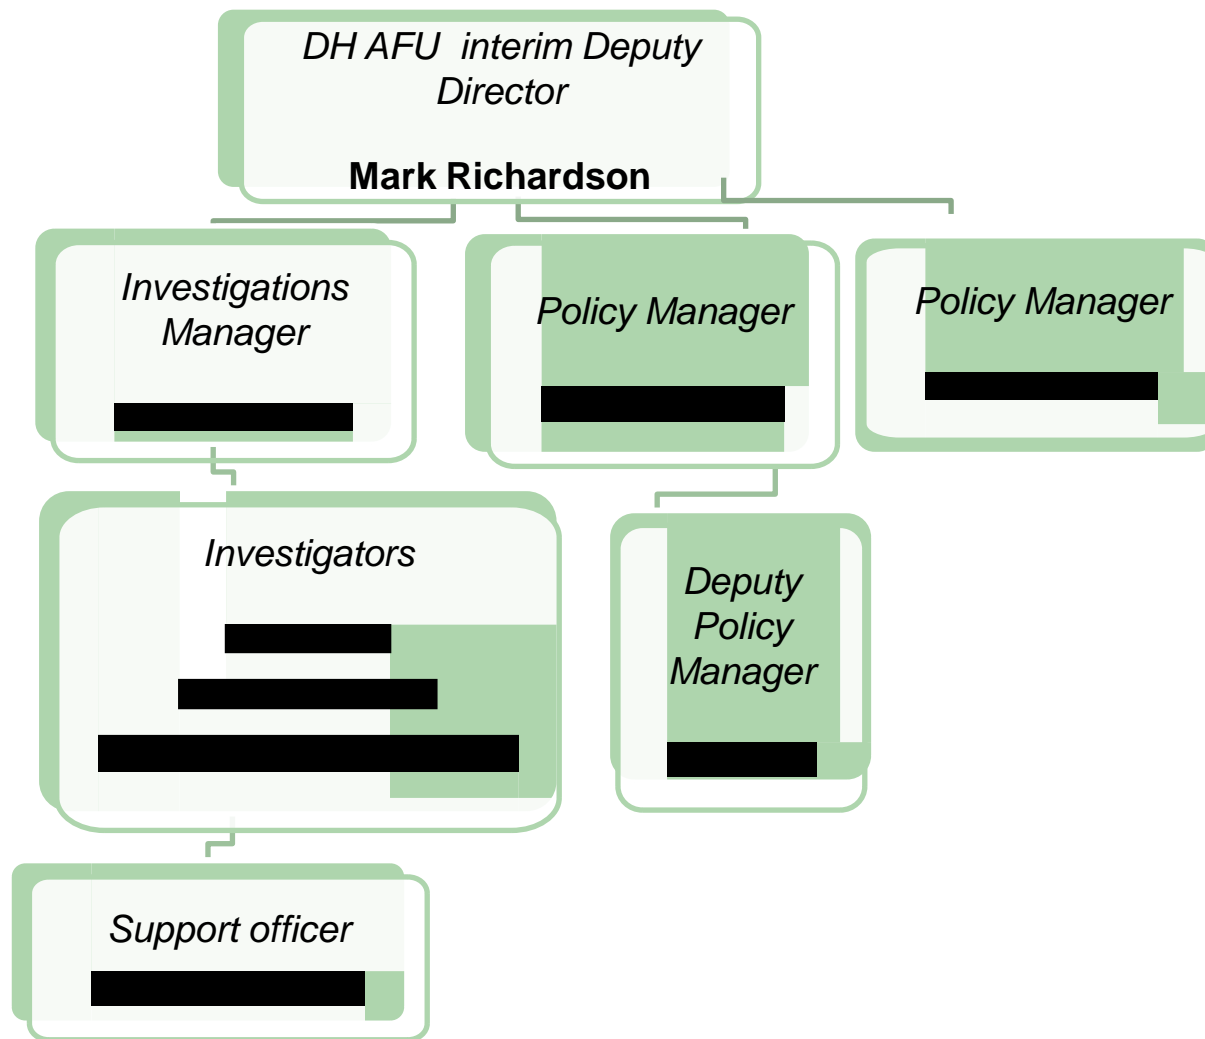 DH AFU  interim Deputy
Director
Mark Richardson
Investigations
Manager
Policy Manager
Policy Manager
Investigators
Deputy
Policy
Manager
Support officer